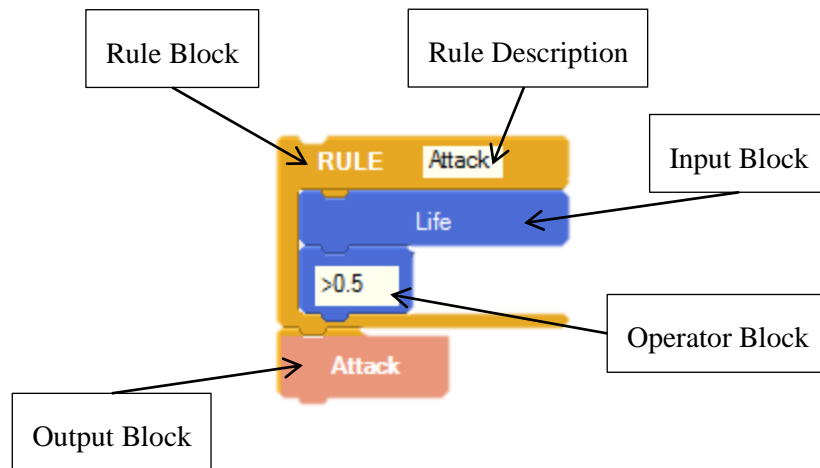 Rule Block
Rule Description
RULE Attack
Input Block
Life
>0.5
Operator Block
Attack
Output Block